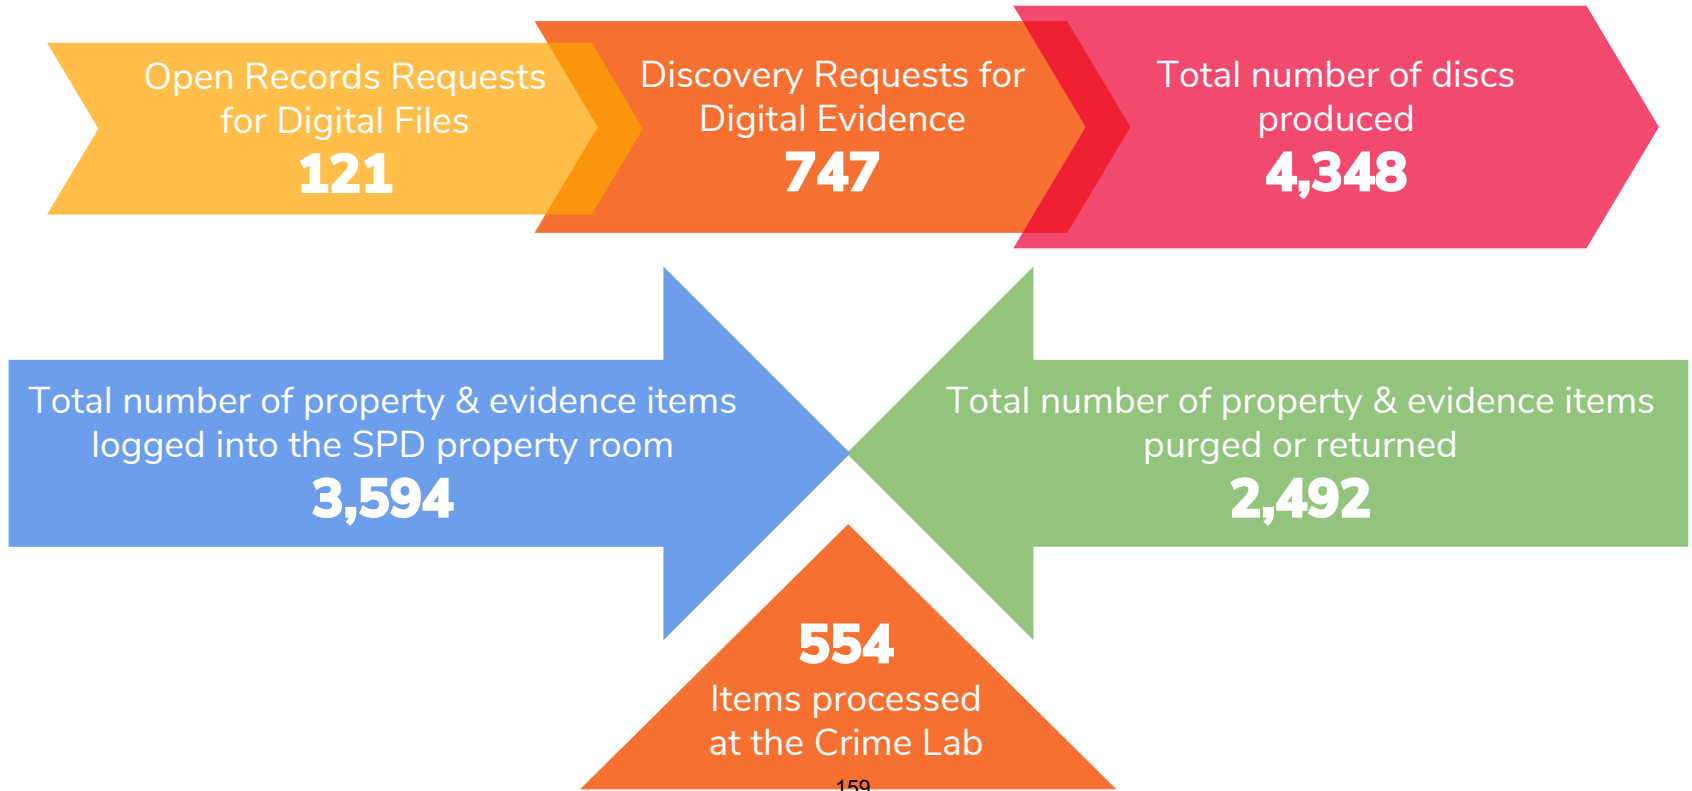 Open Records Requests
for Digital Files
121
Discovery Requests for
Digital Evidence
747
Total number of discs
produced
4,348
Total number of property & evidence items
logged into the SPD property room
3,594
Total number of property & evidence items
purged or returned
2,492
554
Items processed
at the Crime Lab
159